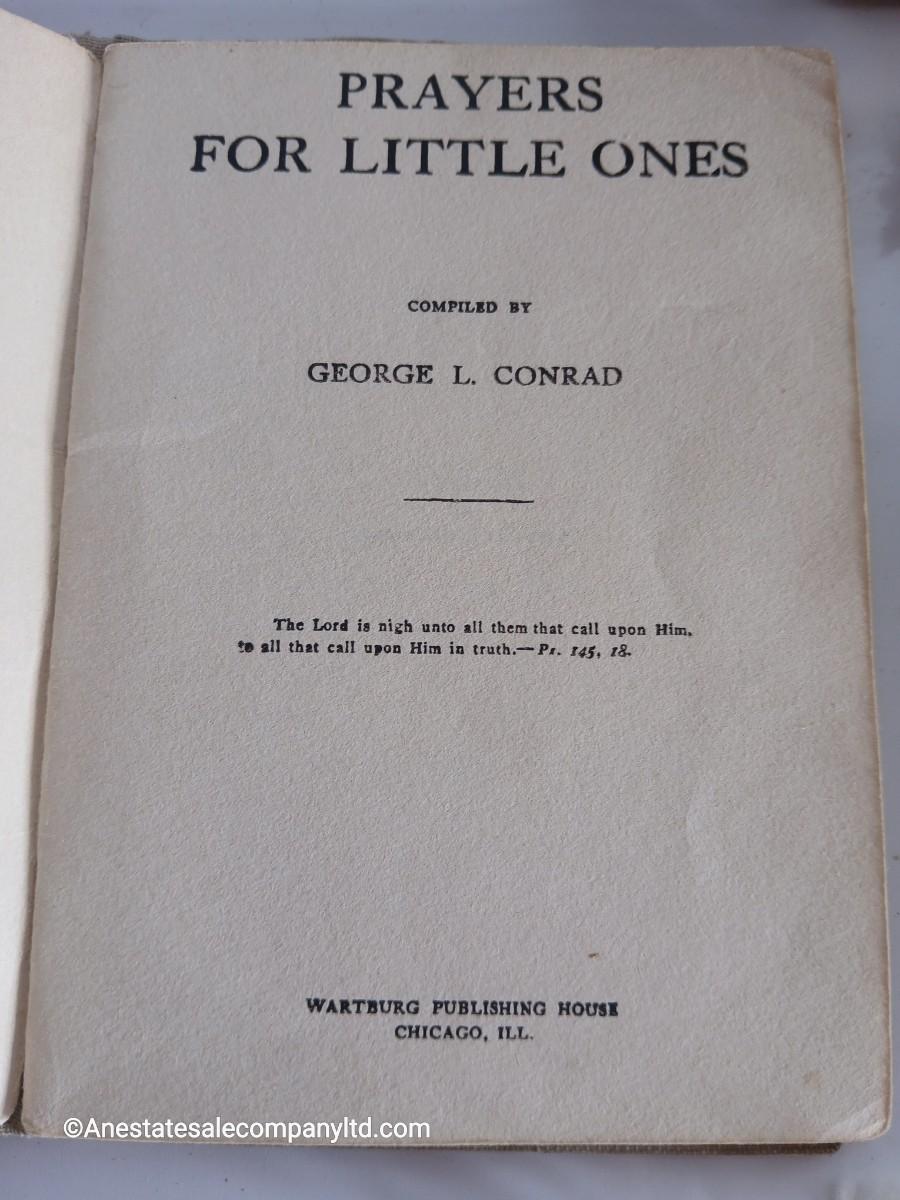 PRAYERS
FOR LITTLE ONES
COMPILED BY
GEORGE L. CONRAD
The Lord is nigh unto all them that call upon Him,
to all that call upon Him in truth.—Ps. 145, 18.
WARTBURG PUBLISHING HOUSE
CHICAGO, ILL.
©Anestatesalecompanyltd.com